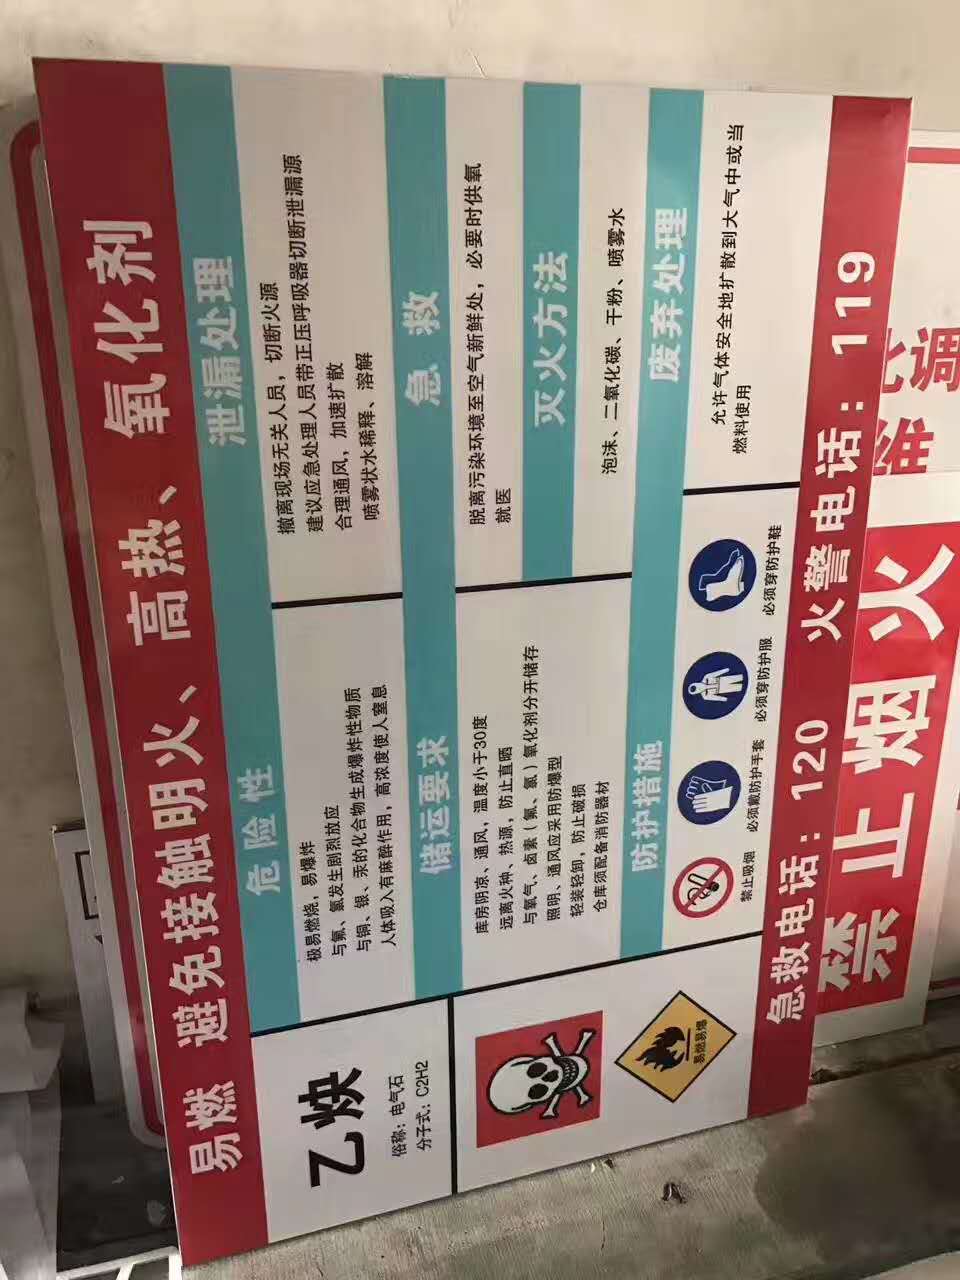 易燃 避免接触明火、高热、氧化剂
乙炔
俗称：电气石
分子式：C2H2
易燃易爆
危险性
极易燃烧，易爆炸
与氟、氯发生剧烈放应
与铜、银、汞的化合物生成爆炸性物质
人体吸入有麻醉作用，高浓度使人窒息
泄漏处理
撤离现场无关人员，切断火源
建议应急处理人员带正压呼吸器切断泄漏源
合理通风，加速扩散
喷雾状水稀释、溶解
储运要求
库房阴凉、通风，温度小于30度
远离火种、热源，防止直晒
与氧气、卤素（氟、氯、氯）氧化剂分开储存
照明、通风应采用防爆型
轻装轻卸，防止破损
仓库须配备消防器材
急救
脱离污染环境至空气新鲜处，必要时供氧
就医
灭火方法
泡沫、二氧化碳、干粉、喷雾水
防护措施
禁止吸烟
必须戴防护手套
必须穿防护服
必须穿防护鞋
废弃处理
允许气体安全地扩散到大气中或当
燃料使用
急救电话：120 火警电话：119
禁止烟火
调